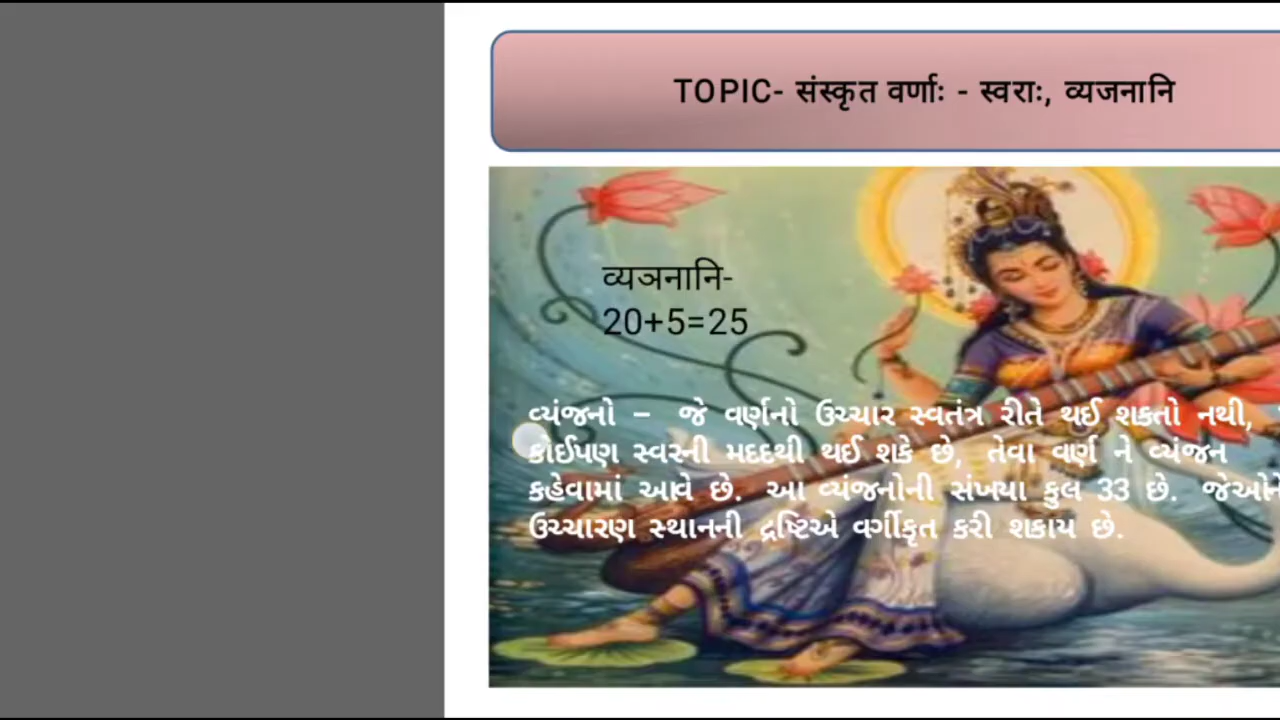 TOPIC- संस्कृत वर्णाः - स्वराः, व्यजनानि
व्यञनानि-
20+5=25
વ્યંજનો – જે વર્ણનો ઉચ્ચાર સ્વતંત્ર રીતે થઈ શકતો નથી,
કોઈપણ સ્વરની મદદથી થઈ શકે છે, તેવા વર્ણ ને વ્યંજન
કહેવામાં આવે છે. આ વ્યંજનોની સંખ્યા કુલ 33 છે. જેઓને
ઉચ્ચારણ સ્થાનની દ્રષ્ટિએ વર્ગીકૃત કરી શકાય છે.